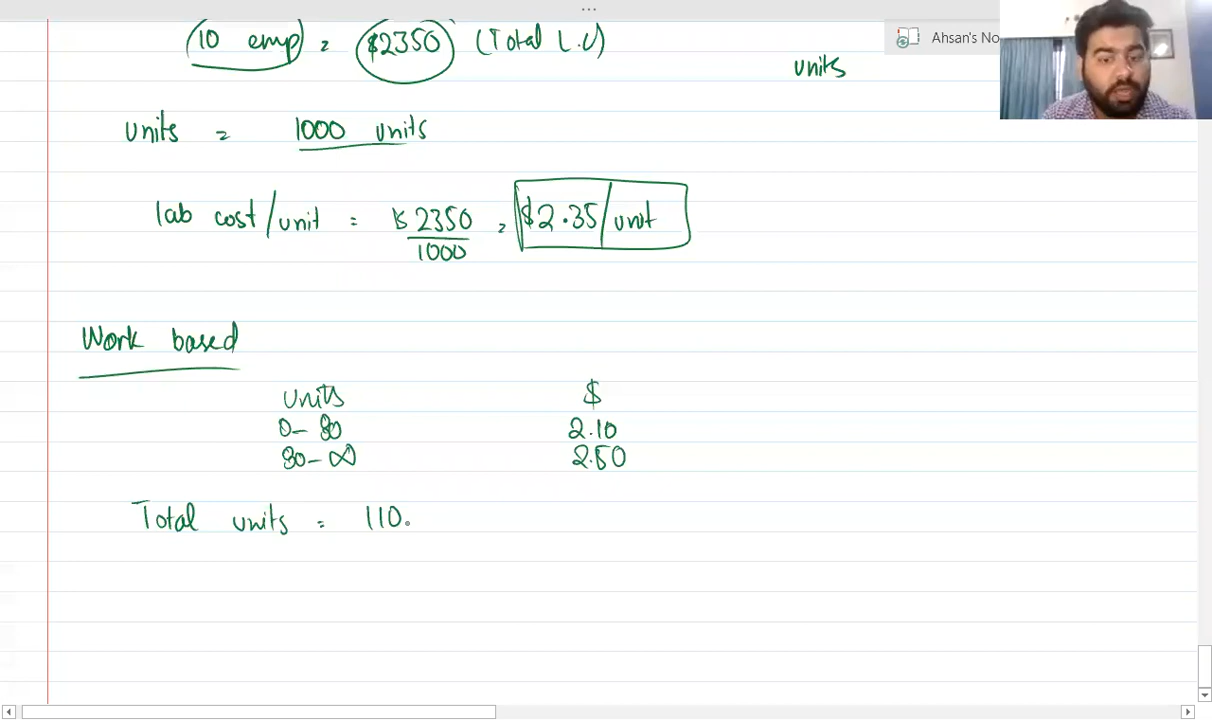 ...
10 emp = $2350 (Total L.C)
Ahsan's No
units
units = 1000 units
lab cost/unit = $2350 / 1000 = $2.35/unit
Work based
units $
0-80 2.10
80-∞ 2.50
Total units = 110.